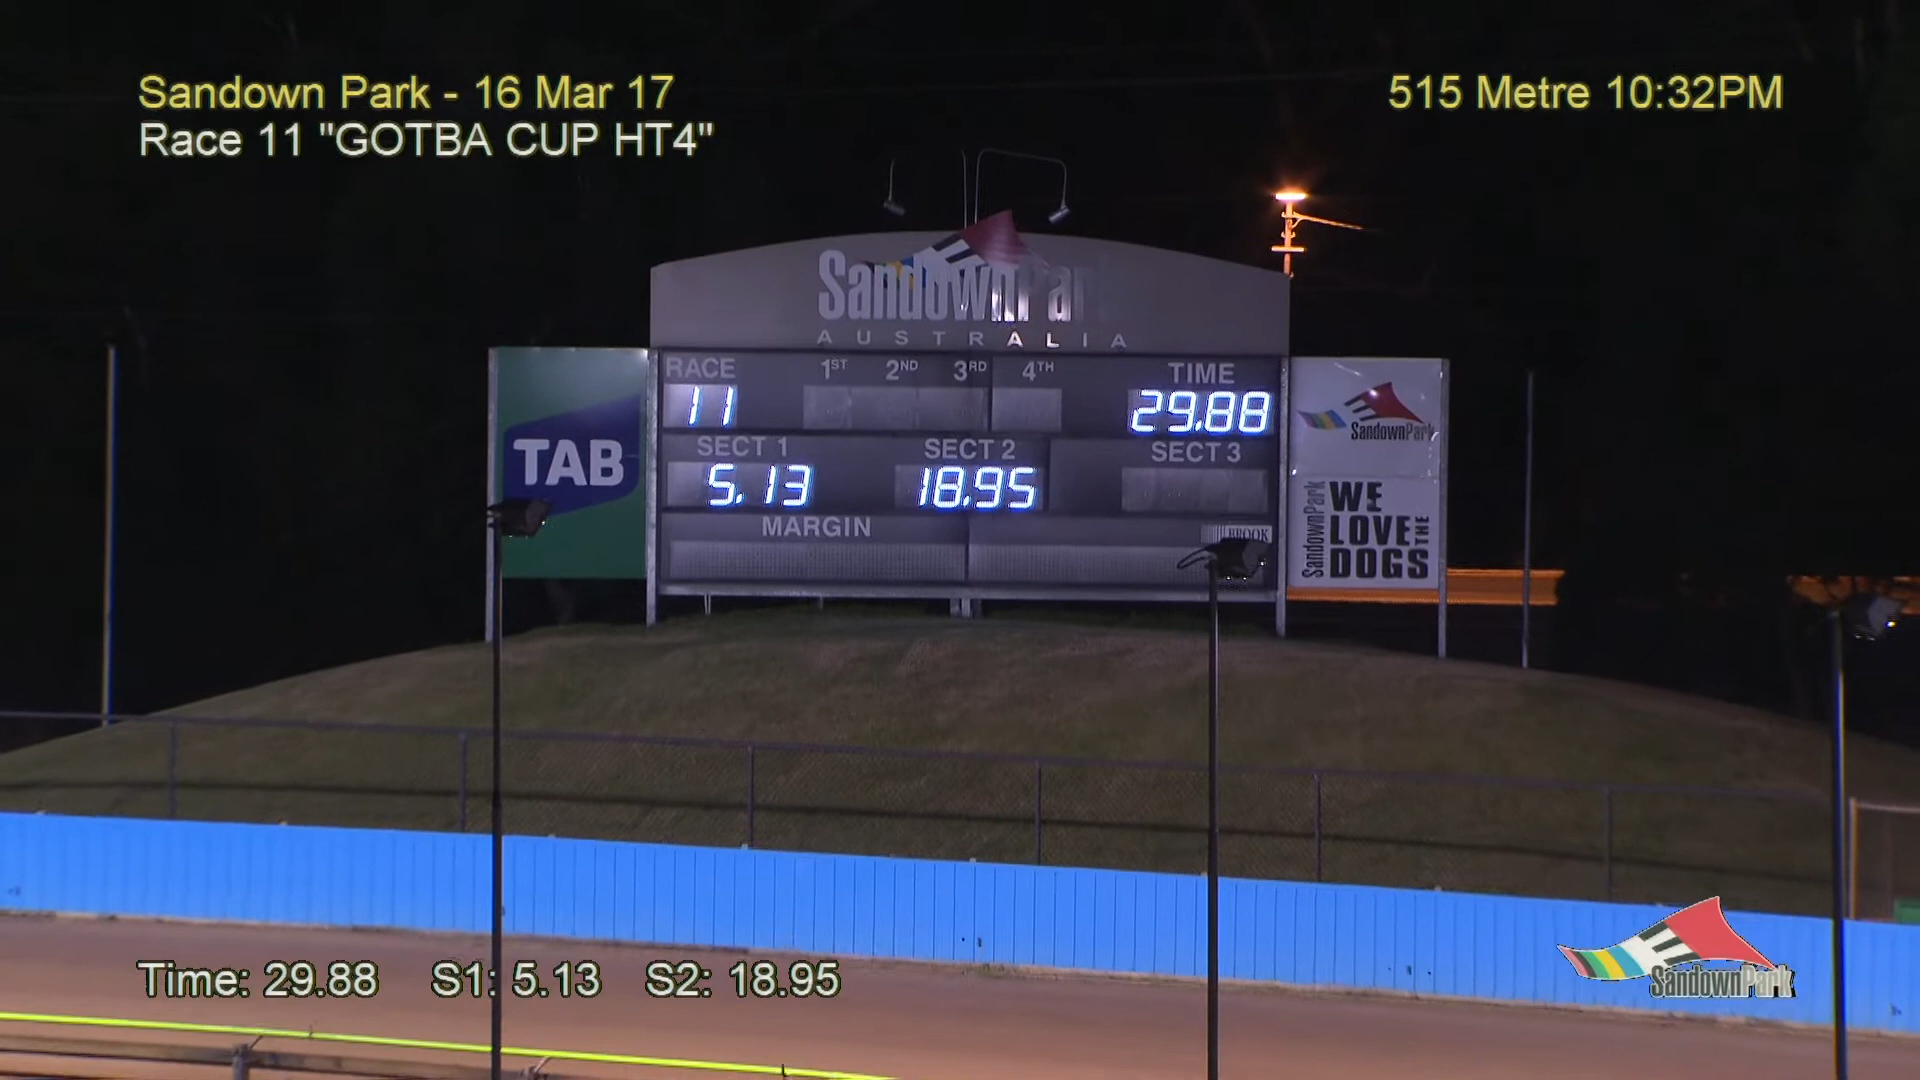 Sandown Park - 16 Mar 17
515 Metre 10:32PM
Race 11 "GOTBA CUP HT4"
SandownPark
AUSTRALIA
RACE 1ST 2ND 3RD 4TH TIME
11 29.88
SECT 1 SECT 2 SECT 3
5.13 18.95
MARGIN
BROOK
TAB
SandownPark
SandownPark
WE
LOVE THE
DOGS
Time: 29.88 S1: 5.13 S2: 18.95
SandownPark